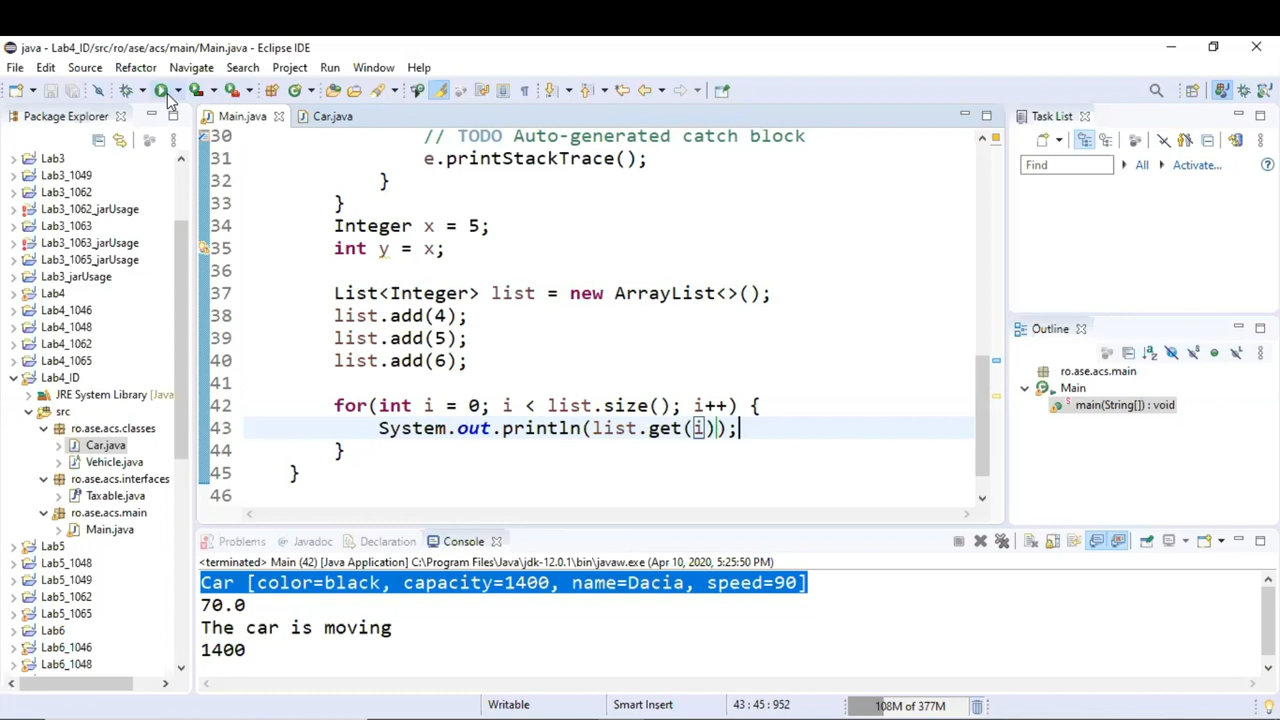 java - Lab4_ID/src/ro/ase/acs/main/Main.java - Eclipse IDE
File Edit Source Refactor Navigate Search Project Run Window Help
Package Explorer
Lab3
Lab3_1049
Lab3_1062
Lab3_1062_jarUsage
Lab3_1063
Lab3_1063_jarUsage
Lab3_1065_jarUsage
Lab3_jarUsage
Lab4
Lab4_1046
Lab4_1048
Lab4_1062
Lab4_1065
Lab4_ID
JRE System Library [Java
src
ro.ase.acs.classes
Car.java
Vehicle.java
ro.ase.acs.interfaces
Taxable.java
ro.ase.acs.main
Main.java
Lab5
Lab5_1048
Lab5_1049
Lab5_1062
Lab5_1065
Lab6
Lab6_1046
Lab6_1048
Main.java Car.java
30 // TODO Auto-generated catch block
31 e.printStackTrace();
32 }
33 }
34 Integer x = 5;
35 int y = x;
36
37 List<Integer> list = new ArrayList<>();
38 list.add(4);
39 list.add(5);
40 list.add(6);
41
42 for(int i = 0; i < list.size(); i++) {
43 System.out.println(list.get(i));
44 }
45 }
46
Task List
Find All Activate...
Outline
ro.ase.acs.main
Main
main(String[]) : void
Problems Javadoc Declaration Console
<terminated> Main (42) [Java Application] C:\Program Files\Java\jdk-12.0.1\bin\javaw.exe (Apr 10, 2020, 5:25:50 PM)
Car [color=black, capacity=1400, name=Dacia, speed=90]
70.0
The car is moving
1400
Writable Smart Insert 43 : 45 : 952 108M of 377M